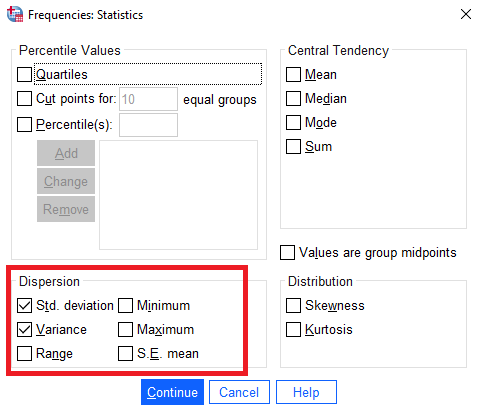 Frequencies: Statistics
Percentile Values
Quartiles
Cut points for: 10 equal groups
Percentile(s):
Add
Change
Remove
Central Tendency
Mean
Median
Mode
Sum
Values are group midpoints
Dispersion
Std. deviation Minimum
Variance Maximum
Range S.E. mean
Distribution
Skewness
Kurtosis
Continue Cancel Help